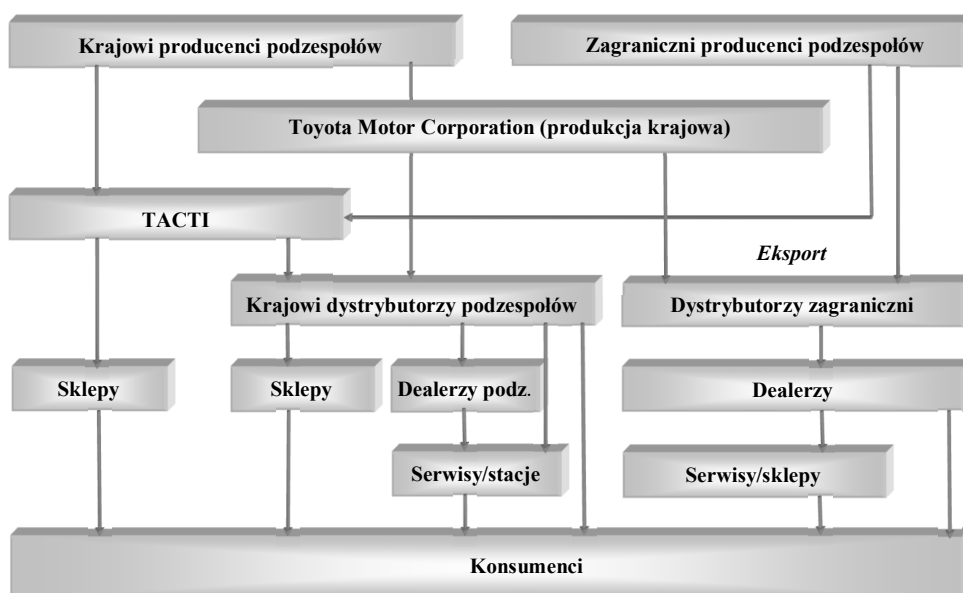 Krajowi producenci podzespołów
Zagraniczni producenci podzespołów
Toyota Motor Corporation (produkcja krajowa)
TACTI
Eksport
Krajowi dystrybutorzy podzespołów
Dystrybutorzy zagraniczni
Sklepy
Sklepy
Dealerzy podz.
Dealerzy
Serwisy/stacje
Serwisy/sklepy
Konsumenci